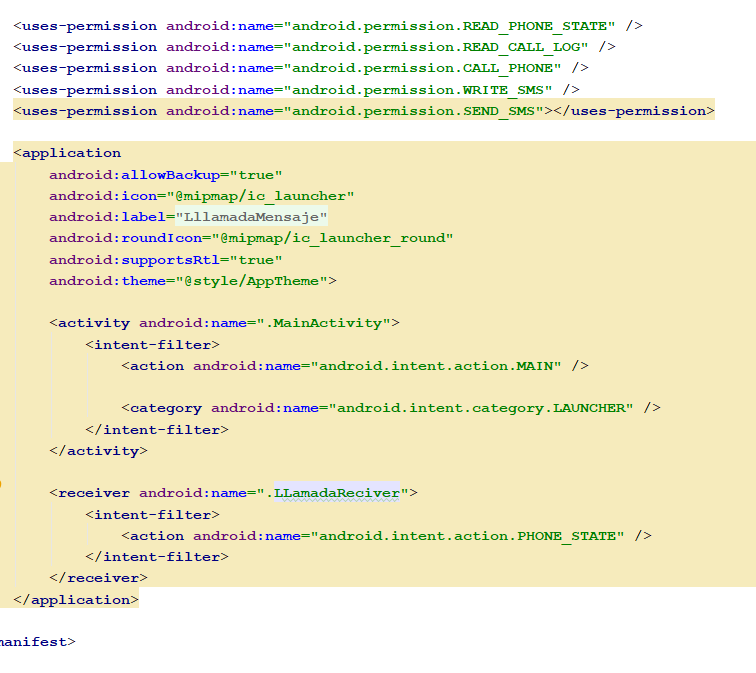 <uses-permission android:name="android.permission.READ_PHONE_STATE" />
<uses-permission android:name="android.permission.READ_CALL_LOG" />
<uses-permission android:name="android.permission.CALL_PHONE" />
<uses-permission android:name="android.permission.WRITE_SMS" />
<uses-permission android:name="android.permission.SEND_SMS"></uses-permission>
<application
android:allowBackup="true"
android:icon="@mipmap/ic_launcher"
android:label="LllamadaMensaje"
android:roundIcon="@mipmap/ic_launcher_round"
android:supportsRtl="true"
android:theme="@style/AppTheme">
<activity android:name=".MainActivity">
<intent-filter>
<action android:name="android.intent.action.MAIN" />
<category android:name="android.intent.category.LAUNCHER" />
</intent-filter>
</activity>
<receiver android:name=".LLamadaReciver">
<intent-filter>
<action android:name="android.intent.action.PHONE_STATE" />
</intent-filter>
</receiver>
</application>
manifest>